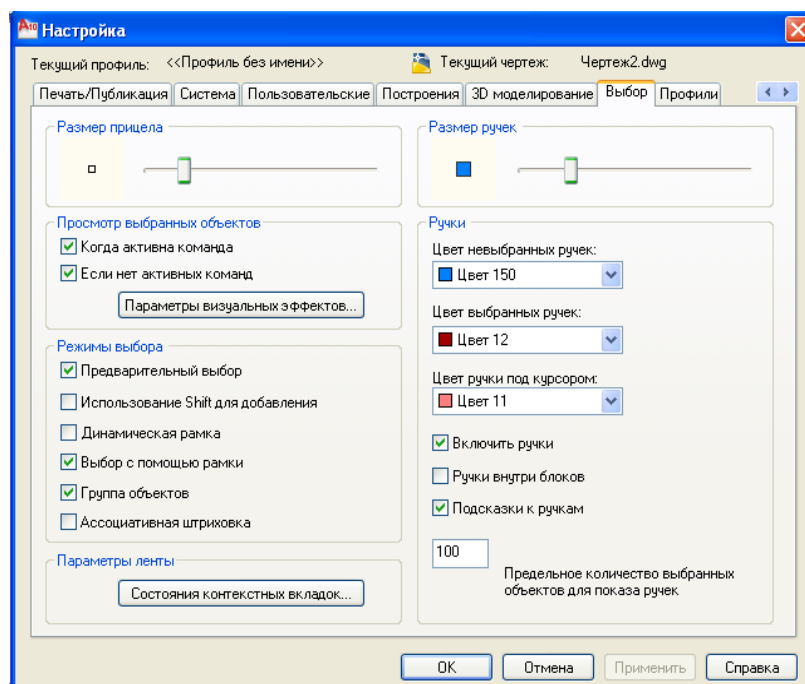 A10 Настройка
Текущий профиль: <<Профиль без имени>> Текущий чертеж: Чертеж2.dwg
Печать/Публикация Система Пользовательские Построения 3D моделирование Выбор Профили
Размер прицела
Размер ручек
Просмотр выбранных объектов
Когда активна команда
Если нет активных команд
Параметры визуальных эффектов...
Режимы выбора
Предварительный выбор
Использование Shift для добавления
Динамическая рамка
Выбор с помощью рамки
Группа объектов
Ассоциативная штриховка
Параметры ленты
Состояния контекстных вкладок...
Ручки
Цвет невыбранных ручек:
Цвет 150
Цвет выбранных ручек:
Цвет 12
Цвет ручки под курсором:
Цвет 11
Включить ручки
Ручки внутри блоков
Подсказки к ручкам
100
Предельное количество выбранных
объектов для показа ручек
OK Отмена Применить Справка